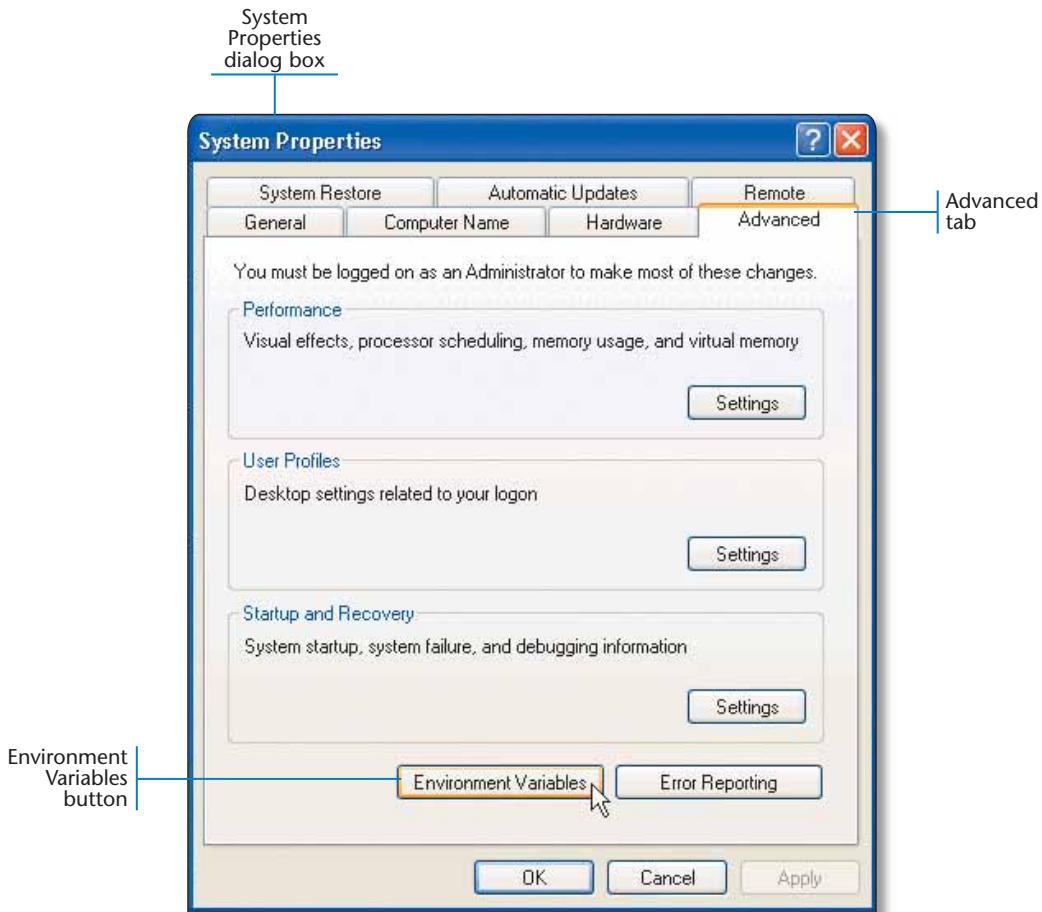 System
Properties
dialog box
System Properties
System Restore Automatic Updates Remote
General Computer Name Hardware Advanced
Advanced
tab
You must be logged on as an Administrator to make most of these changes.
Performance
Visual effects, processor scheduling, memory usage, and virtual memory
Settings
User Profiles
Desktop settings related to your logon
Settings
Startup and Recovery
System startup, system failure, and debugging information
Settings
Environment
Variables
button
Environment Variables Error Reporting
OK Cancel Apply